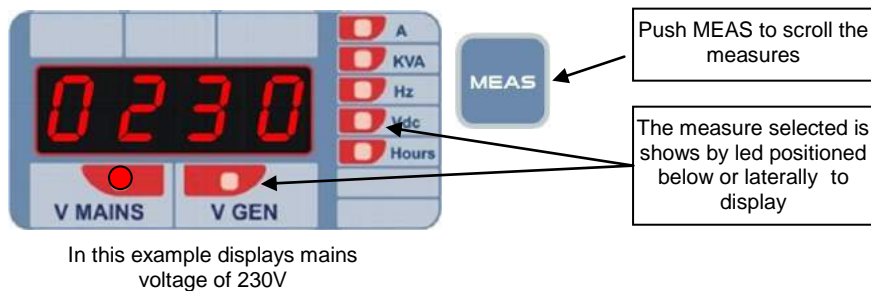 A
KVA
Hz
Vdc
Hours
0230
V MAINS
V GEN
MEAS
Push MEAS to scroll the
measures
The measure selected is
shows by led positioned
below or laterally to
display
In this example displays mains
voltage of 230V